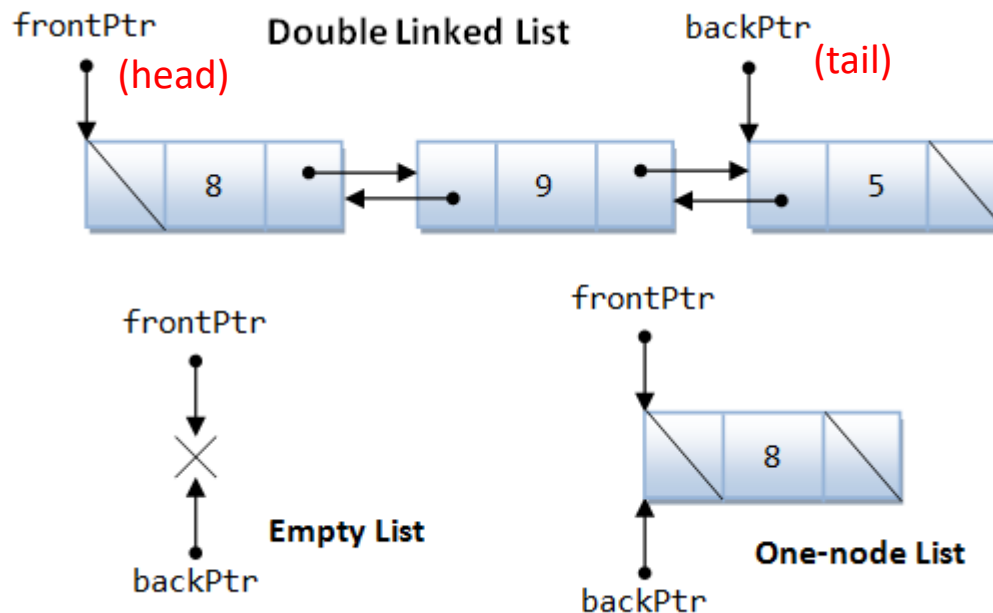 frontPtr
Double Linked List
backPtr
(head)
(tail)
8
9
5
frontPtr
frontPtr
8
Empty List
One-node List
backPtr
backPtr